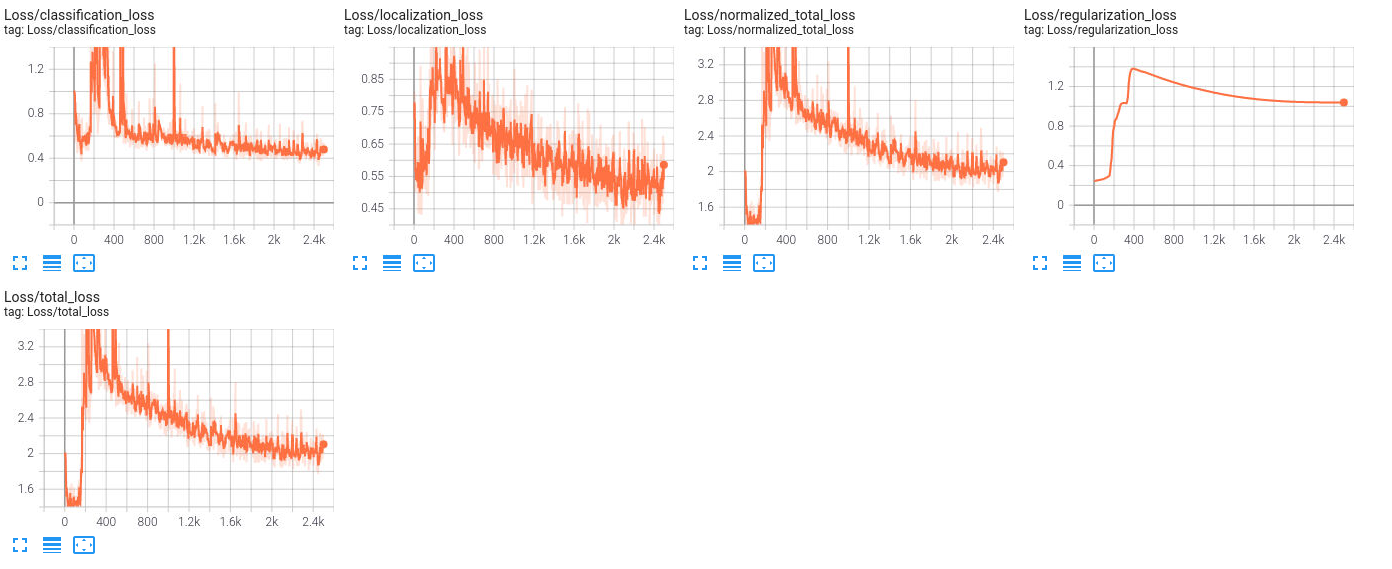 Loss/classification_loss
tag: Loss/classification_loss
1.2
0.8
0.4
0
0 400 800 1.2k 1.6k 2k 2.4k
Loss/localization_loss
tag: Loss/localization_loss
0.85
0.75
0.65
0.55
0.45
0 400 800 1.2k 1.6k 2k 2.4k
Loss/normalized_total_loss
tag: Loss/normalized_total_loss
3.2
2.8
2.4
2
1.6
0 400 800 1.2k 1.6k 2k 2.4k
Loss/regularization_loss
tag: Loss/regularization_loss
1.2
0.8
0.4
0
0 400 800 1.2k 1.6k 2k 2.4k
Loss/total_loss
tag: Loss/total_loss
3.2
2.8
2.4
2
1.6
0 400 800 1.2k 1.6k 2k 2.4k